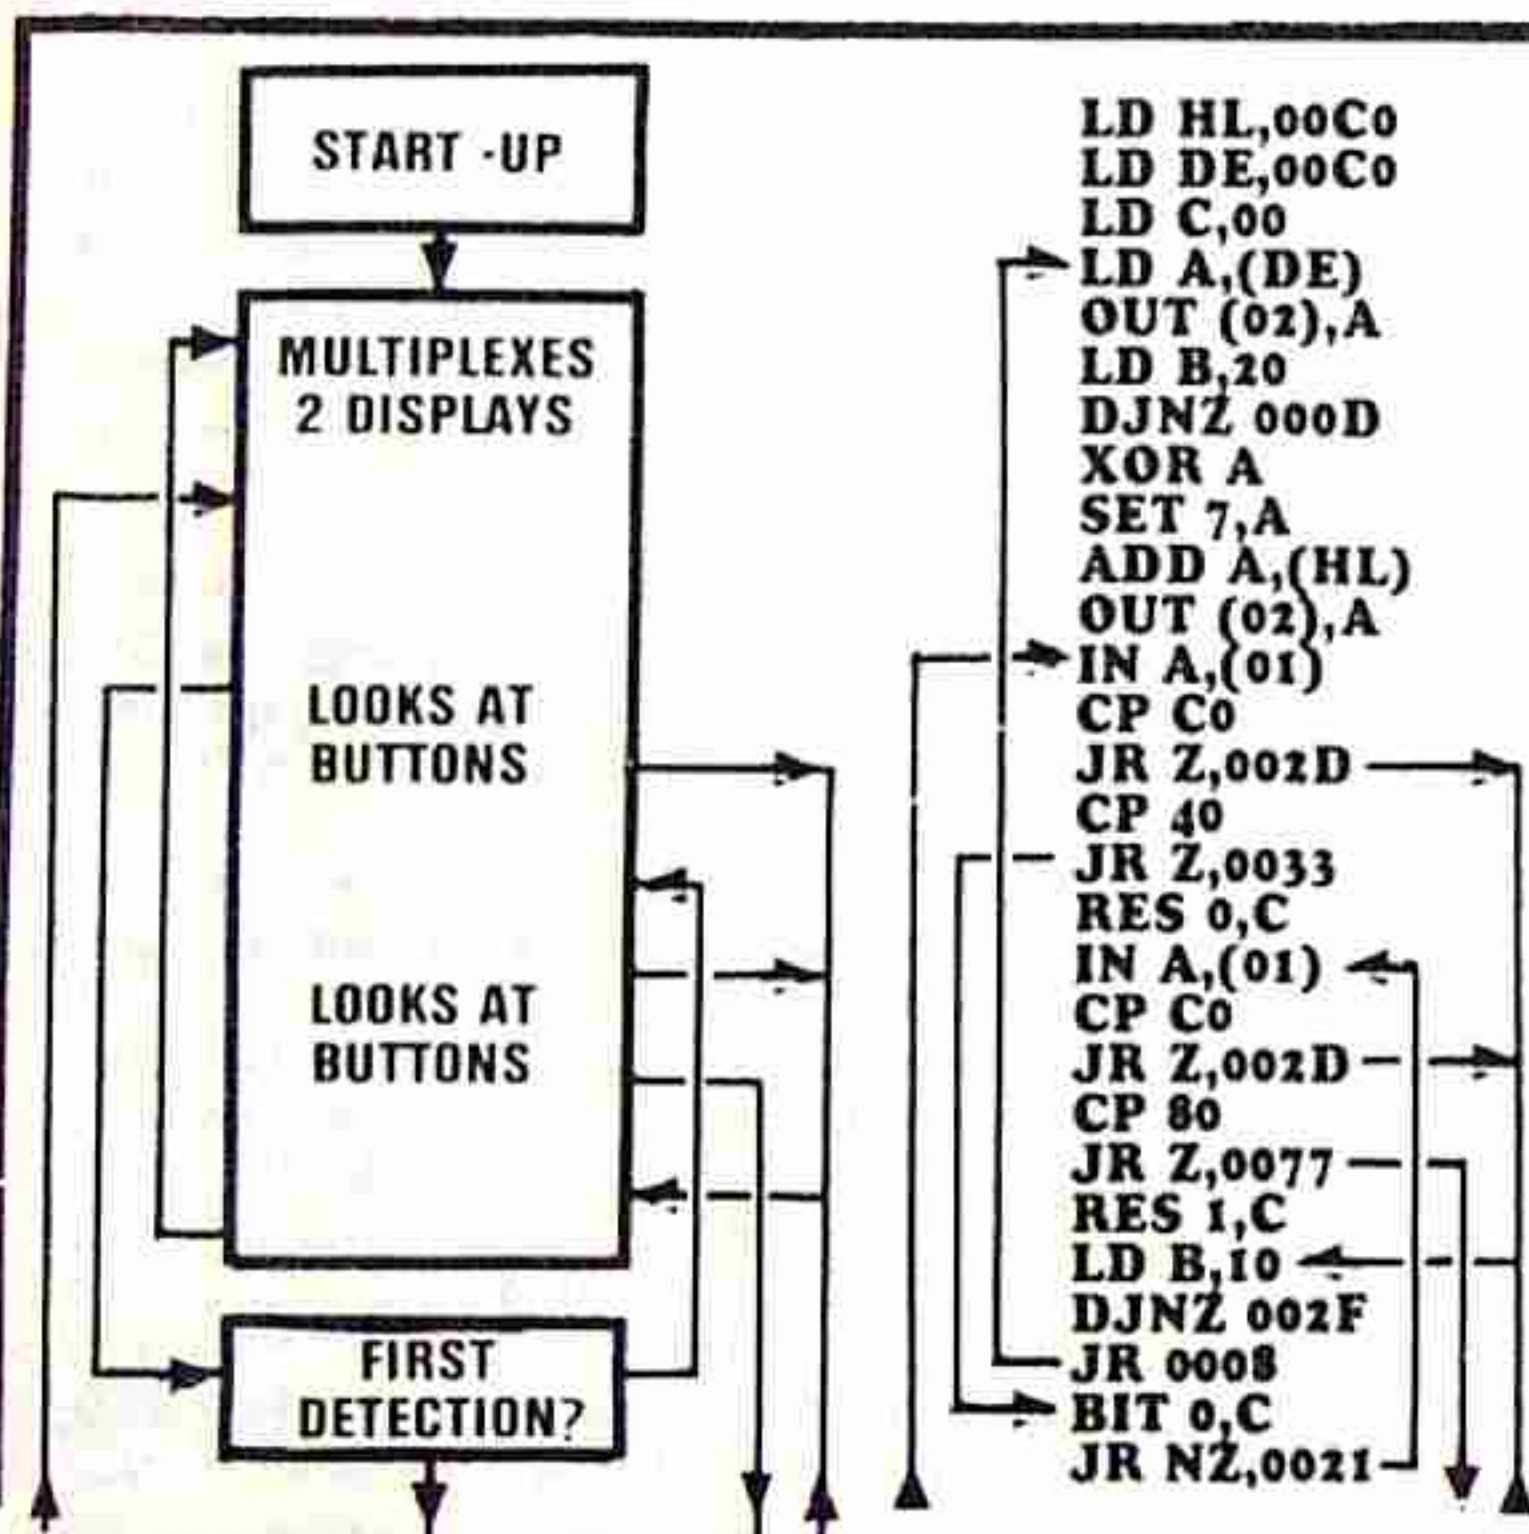 START -UP
MULTIPLEXES
2 DISPLAYS
LOOKS AT
BUTTONS
LOOKS AT
BUTTONS
FIRST
DETECTION?
LD HL,00C0
LD DE,00C0
LD C,00
LD A,(DE)
OUT (02),A
LD B,20
DJNZ 000D
XOR A
SET 7,A
ADD A,(HL)
OUT (02),A
IN A,(01)
CP C0
JR Z,002D
CP 40
JR Z,0033
RES 0,C
IN A,(01)
CP C0
JR Z,002D
CP 80
JR Z,0077
RES 1,C
LD B,10
DJNZ 002F
JR 0008
BIT 0,C
JR NZ,0021